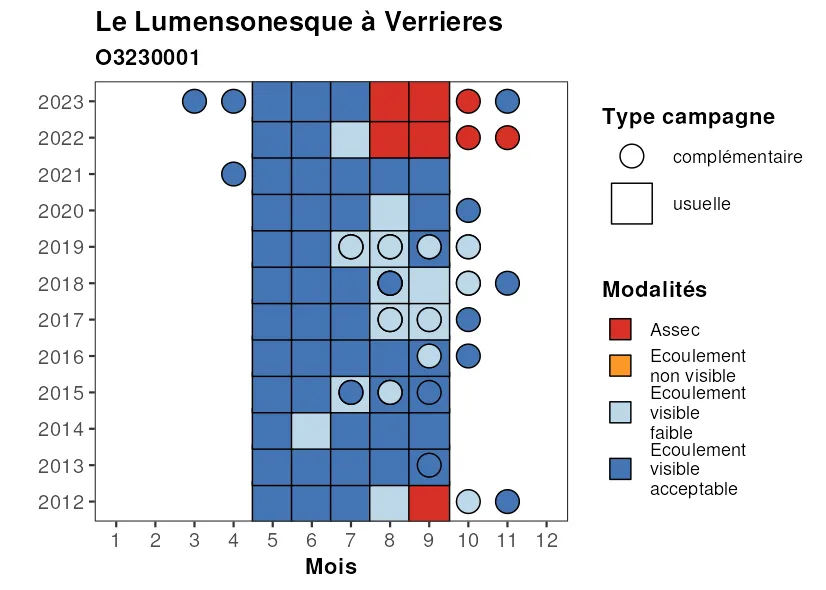 Le Lumensonesque à Verrieres
O3230001
2023
2022
2021
2020
2019
2018
2017
2016
2015
2014
2013
2012
1 2 3 4 5 6 7 8 9 10 11 12
Mois
Type campagne
complémentaire
usuelle
Modalités
Assec
Ecoulement
non visible
Ecoulement
visible
faible
Ecoulement
visible
acceptable